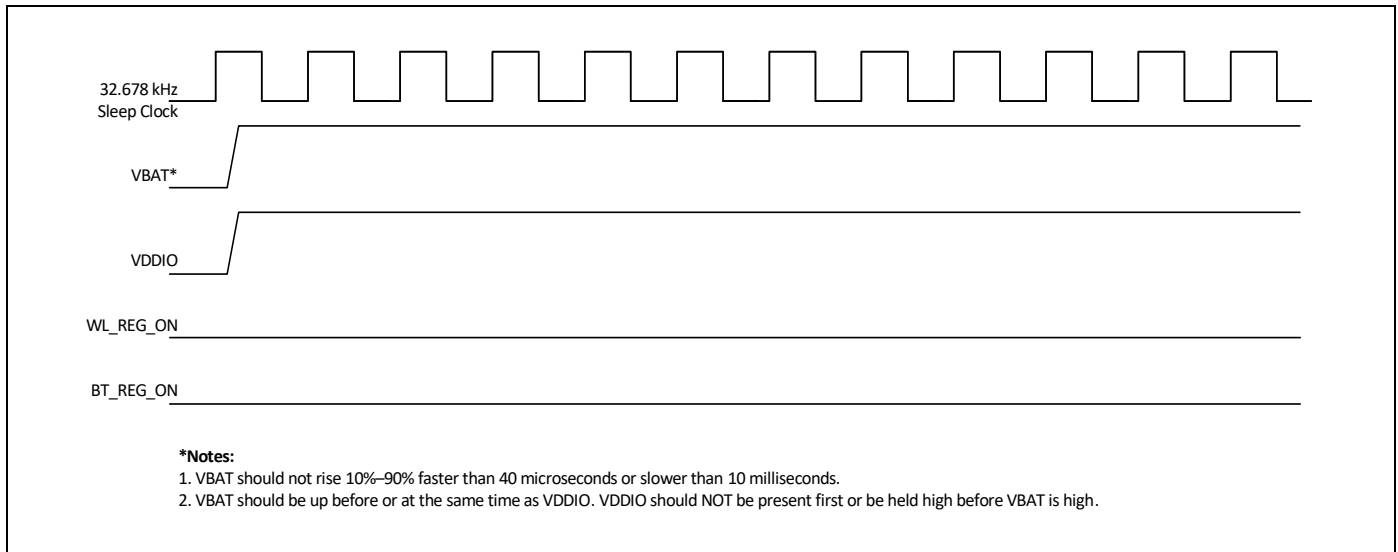 32.678 kHz
Sleep Clock
VBAT*
VDDIO
WL_REG_ON
BT_REG_ON
*Notes:
1. VBAT should not rise 10%–90% faster than 40 microseconds or slower than 10 milliseconds.
2. VBAT should be up before or at the same time as VDDIO. VDDIO should NOT be present first or be held high before VBAT is high.